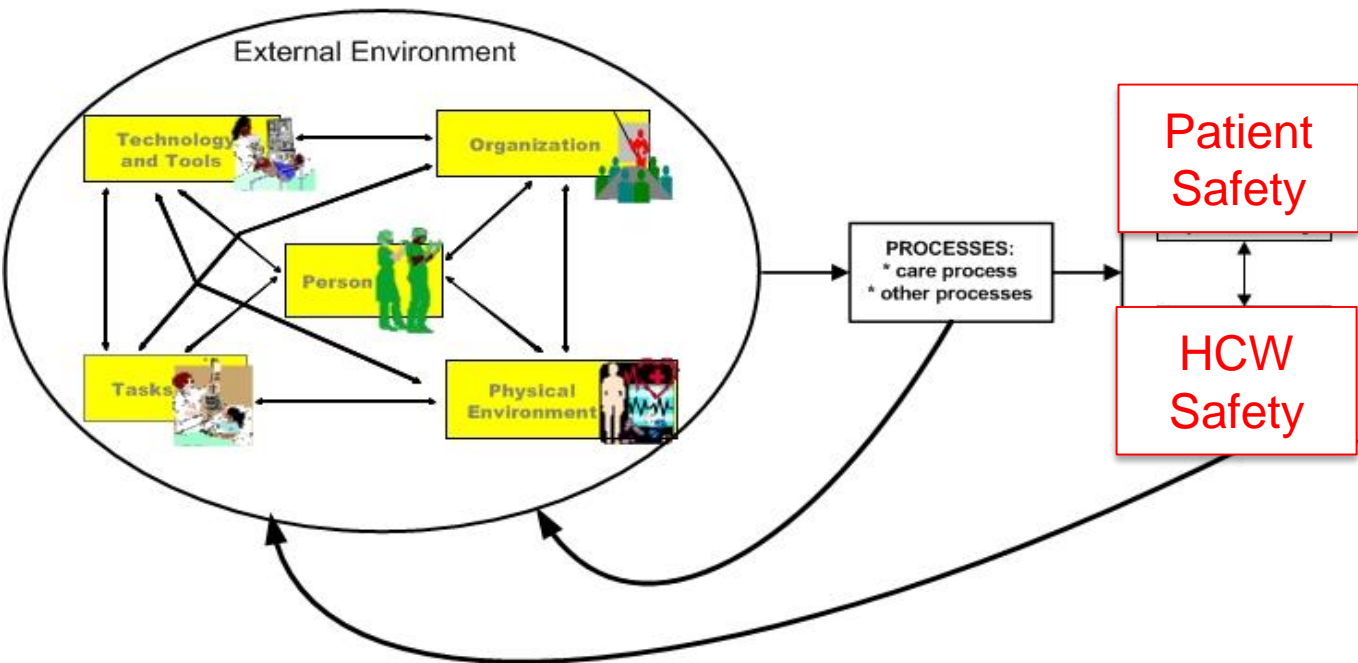 External Environment
Technology
and Tools
Organization
Person
Tasks
Physical
Environment
PROCESSES:
* care process
* other processes
Patient
Safety
HCW
Safety